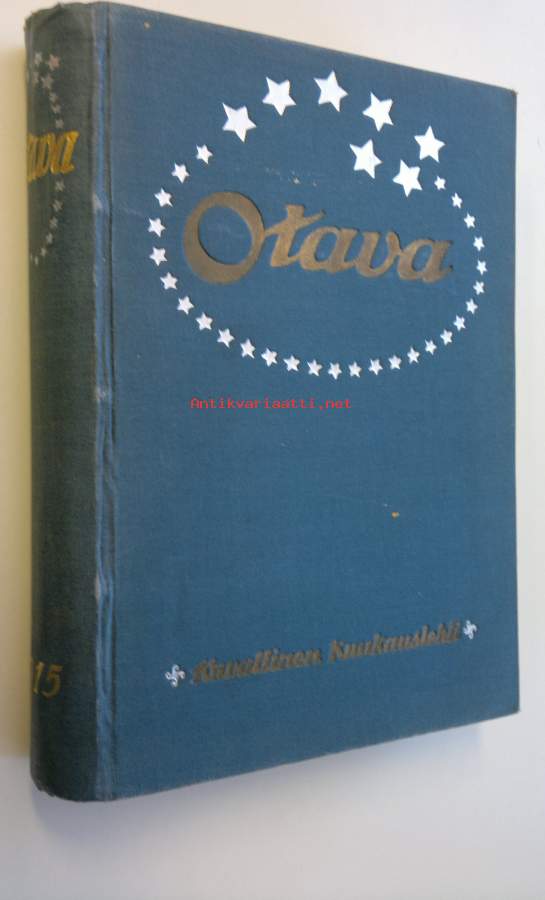 Otava
Antikvariaatti.net
Kuvallinen Kuukauslehti
15